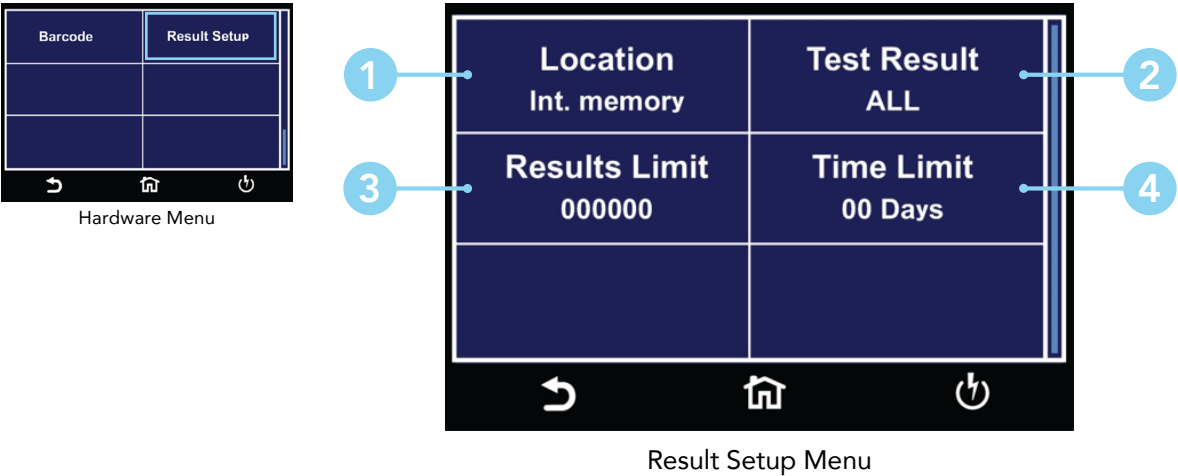 Barcode
Result Setup
Hardware Menu
1
Location
Int. memory
Test Result
ALL
2
3
Results Limit
000000
Time Limit
00 Days
4
Result Setup Menu